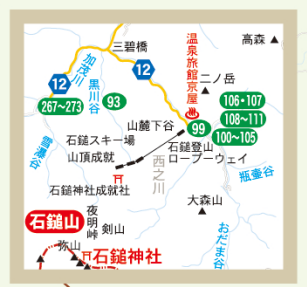 高森
三碧橋
温泉旅館京屋
加茂川
12
12
黒川谷
二ノ岳
267~273
93
106・107
108~111
99
100~105
山麓下谷
石鎚登山
ロープーウェイ
石鎚スキー場
山頂成就
西之川
瓶壷谷
石鎚神社成就社
大森山
石鎚山
夜明峠
剣山
おだま谷
弥山
石鎚神社